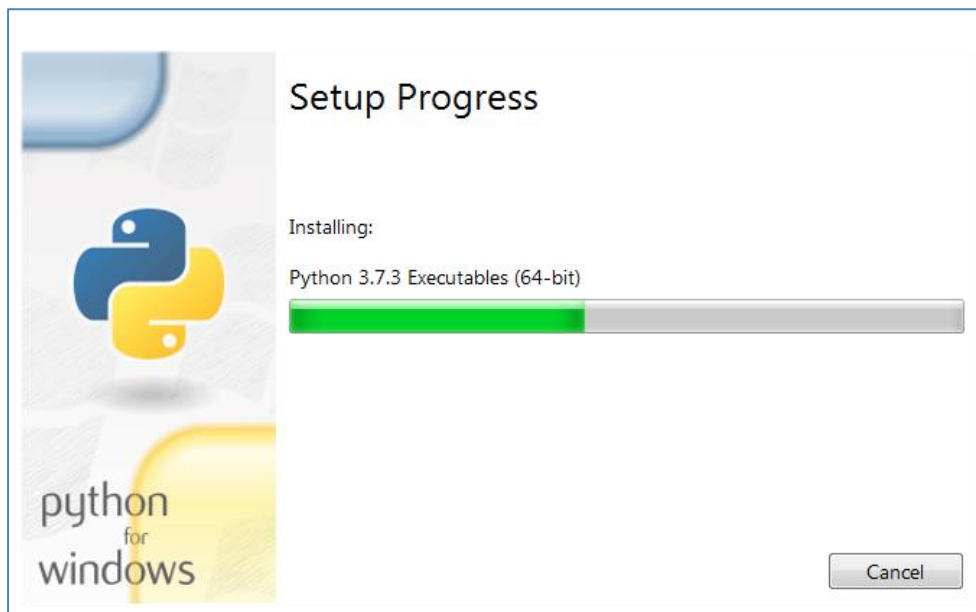 Setup Progress
Installing:
Python 3.7.3 Executables (64-bit)
python
for
windows
Cancel